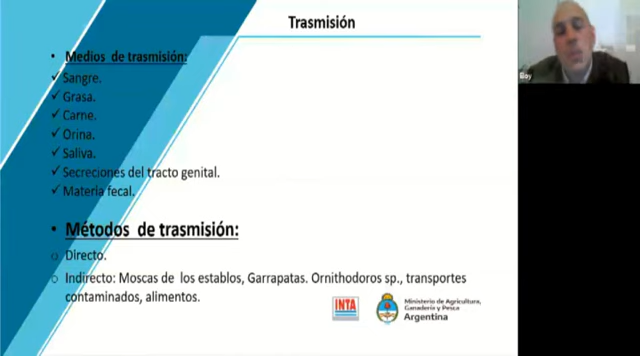 Trasmisión
• Medios de trasmisión:
✓ Sangre.
✓ Grasa.
✓ Carne.
✓ Orina.
✓ Saliva.
✓ Secreciones del tracto genital.
✓ Materia fecal.
• Métodos de trasmisión:
o Directo.
o Indirecto: Moscas de los establos, Garrapatas. Ornithodoros sp., transportes
contaminados, alimentos.
INTA
Ministerio de Agricultura,
Ganadería y Pesca
Argentina